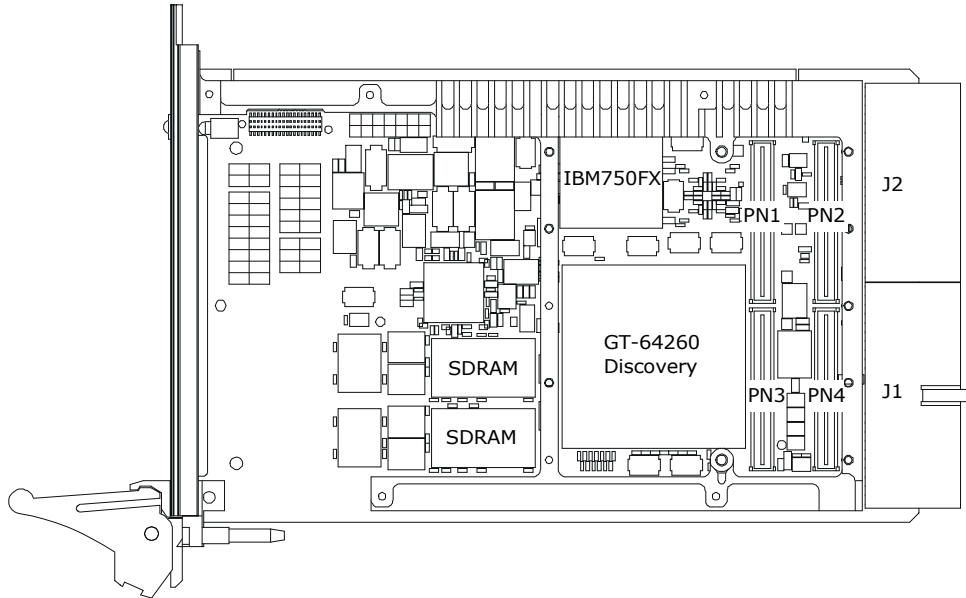 IBM750FX
J2
PN1
PN2
GT-64260
Discovery
SDRAM
PN3
PN4
J1
SDRAM